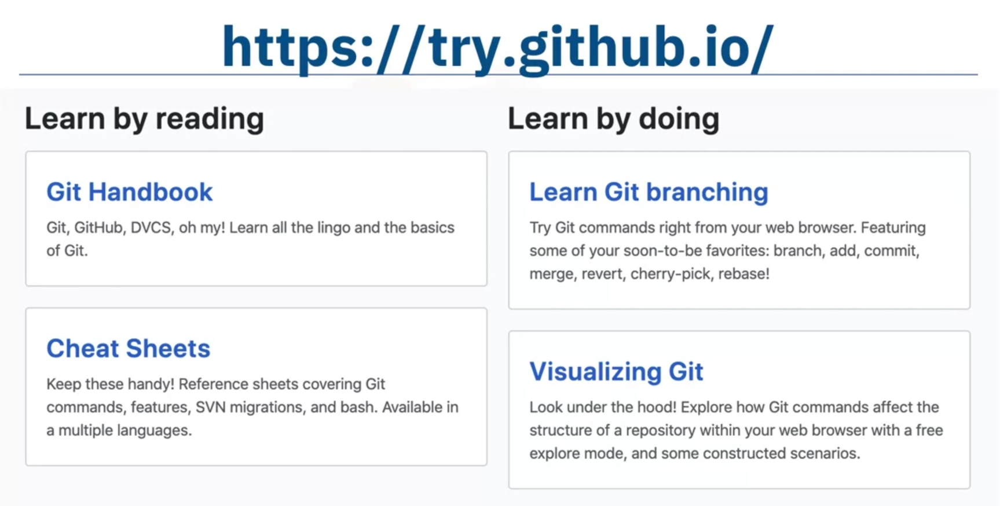 https://try.github.io/
Learn by reading
Git Handbook
Git, GitHub, DVCS, oh my! Learn all the lingo and the basics
of Git.
Cheat Sheets
Keep these handy! Reference sheets covering Git
commands, features, SVN migrations, and bash. Available in
a multiple languages.
Learn by doing
Learn Git branching
Try Git commands right from your web browser. Featuring
some of your soon-to-be favorites: branch, add, commit,
merge, revert, cherry-pick, rebase!
Visualizing Git
Look under the hood! Explore how Git commands affect the
structure of a repository within your web browser with a free
explore mode, and some constructed scenarios.